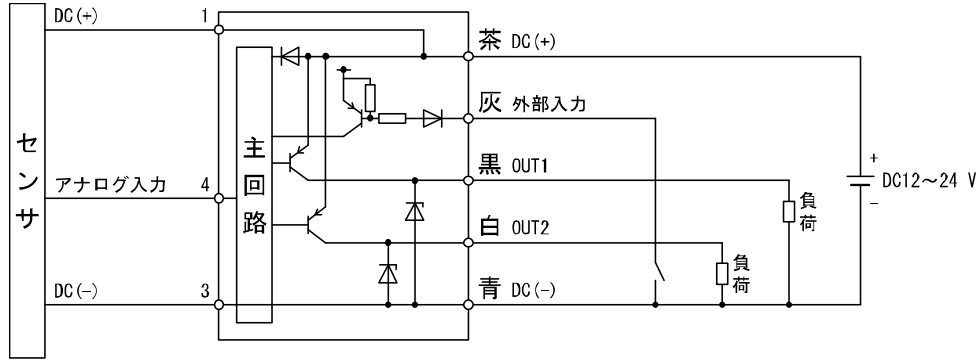 DC(+)
1
茶 DC(+)
灰 外部入力
センサ
主回路
黒 OUT1
アナログ入力
4
+
DC12～24 V
−
負荷
白 OUT2
負荷
DC(−)
3
青 DC(−)